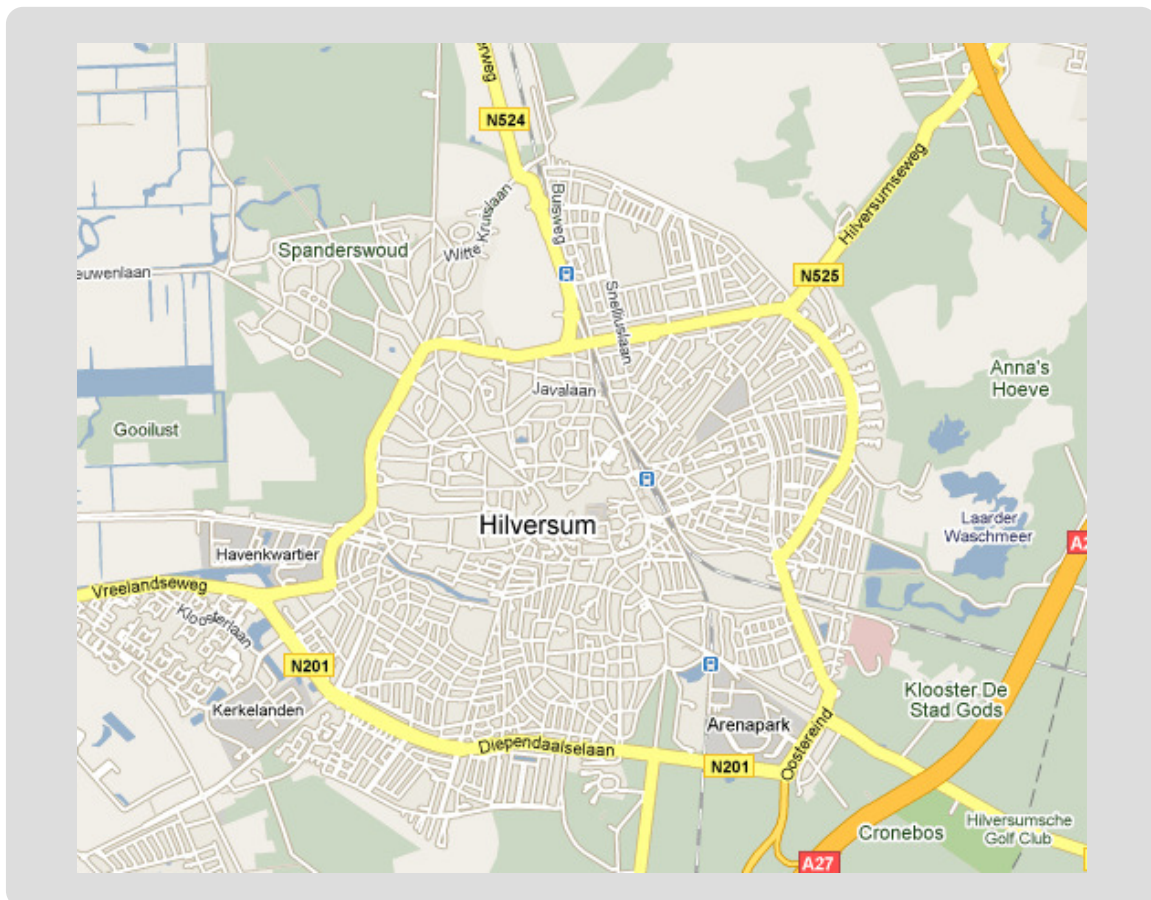 N524
Hilversumseweg
Buisweg
Witte Kruislaan
Spanderswoud
euwenlaan
N525
Snelliuslaan
Anna's
Hoeve
Javalaan
Gooilust
Hilversum
Laarder
Waschmeer
Havenkwartier
Vreelandseweg
Kloosterlaan
N201
Klooster De
Stad Gods
Kerkelanden
Arenapark
Oostereind
Diependaalselaan
N201
Hilversumsche
Golf Club
Cronebos
A27